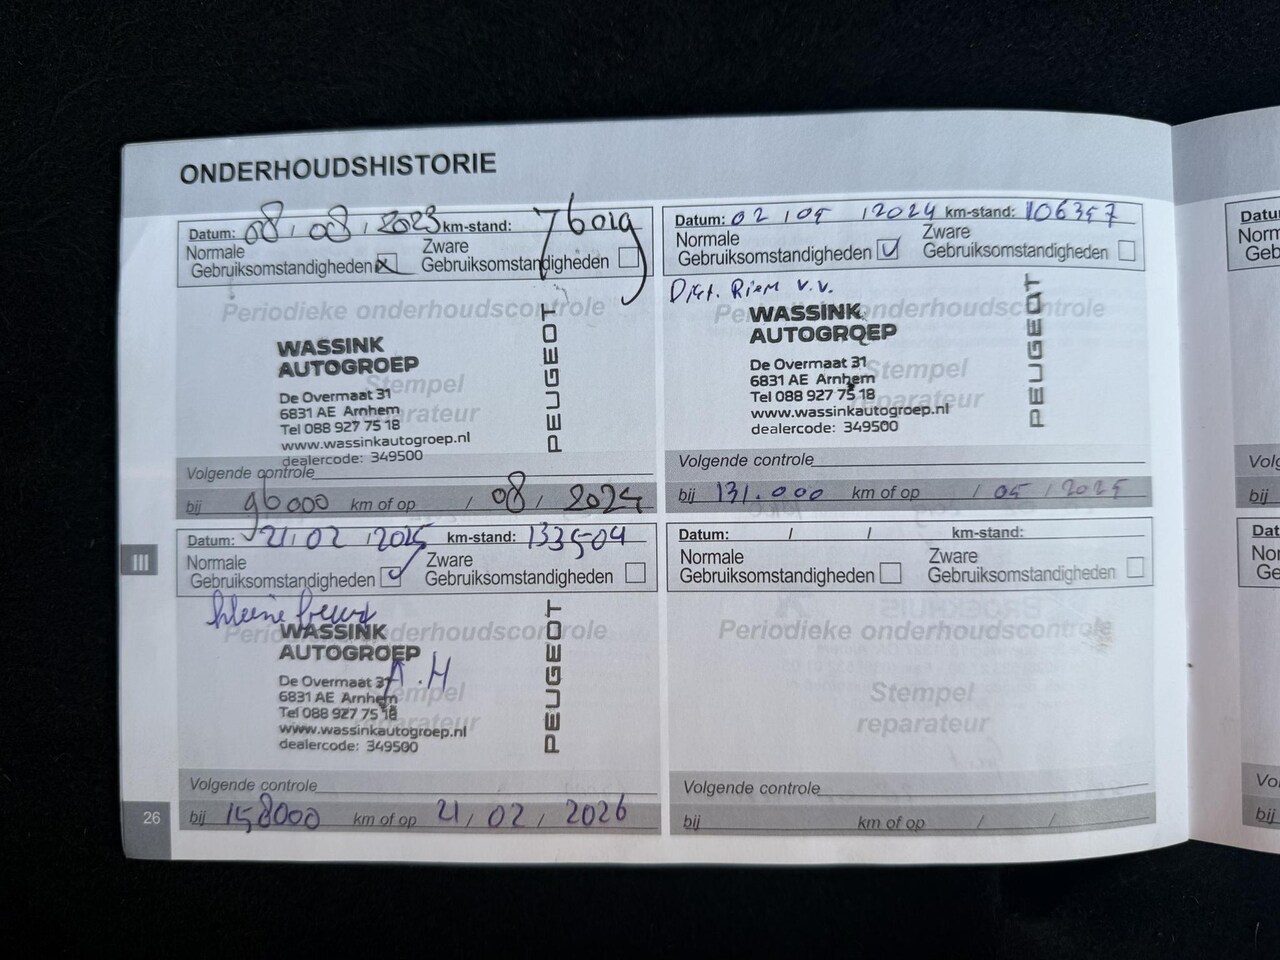 ONDERHOUDSHISTORIE
Datum: 08 / 08 / 2023 km-stand: 76019
Normale Gebruiksomstandigheden
Zware Gebruiksomstandigheden
Periodieke onderhoudscontrole
Stempel reparateur
WASSINK
AUTOGROEP
De Overmaat 31
6831 AE Arnhem
Tel 088 927 75 18
www.wassinkautogroep.nl
dealercode: 349500
PEUGEOT
Volgende controle
bij 96000 km of op / 08 / 2024
Datum: 02 / 05 / 2024 km-stand: 106357
Normale Gebruiksomstandigheden
Zware Gebruiksomstandigheden
Dist. Riem v.v.
Periodieke onderhoudscontrole
Stempel reparateur
WASSINK
AUTOGROEP
De Overmaat 31
6831 AE Arnhem
Tel 088 927 75 18
www.wassinkautogroep.nl
dealercode: 349500
PEUGEOT
Volgende controle
bij 131.000 km of op / 05 / 2025
Datum: 21 / 02 / 2025 km-stand: 133504
Normale Gebruiksomstandigheden
Zware Gebruiksomstandigheden
kleine beurt
Periodieke onderhoudscontrole
Stempel reparateur
WASSINK
AUTOGROEP
A.H
De Overmaat 31
6831 AE Arnhem
Tel 088 927 75 18
www.wassinkautogroep.nl
dealercode: 349500
PEUGEOT
Volgende controle
bij 158000 km of op 21 / 02 / 2026
Datum: / / km-stand:
Normale Gebruiksomstandigheden
Zware Gebruiksomstandigheden
Periodieke onderhoudscontrole
Stempel
reparateur
Volgende controle
bij km of op / /
III
26